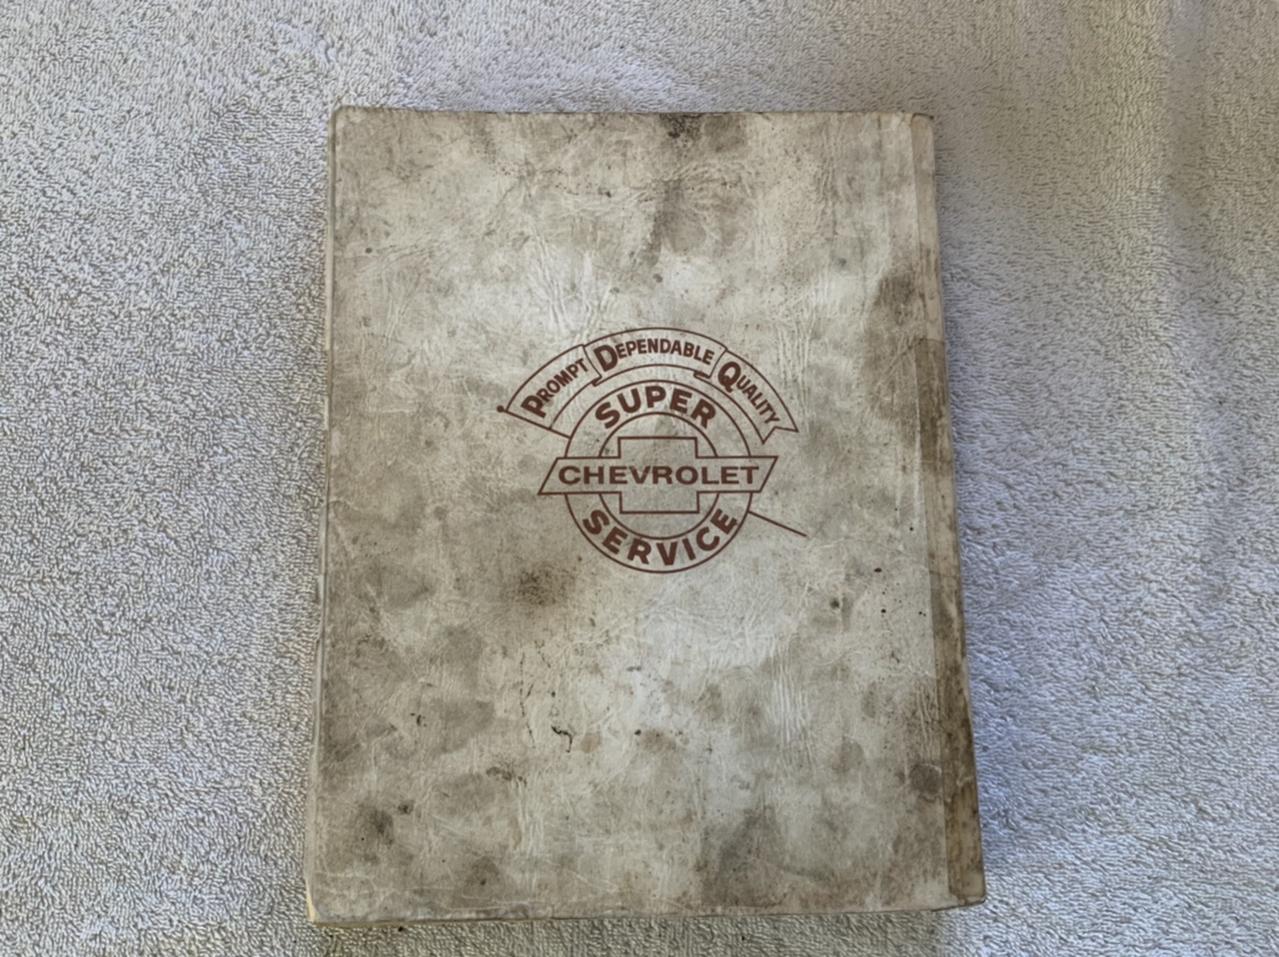 PROMPT DEPENDABLE QUALITY
SUPER
CHEVROLET
SERVICE